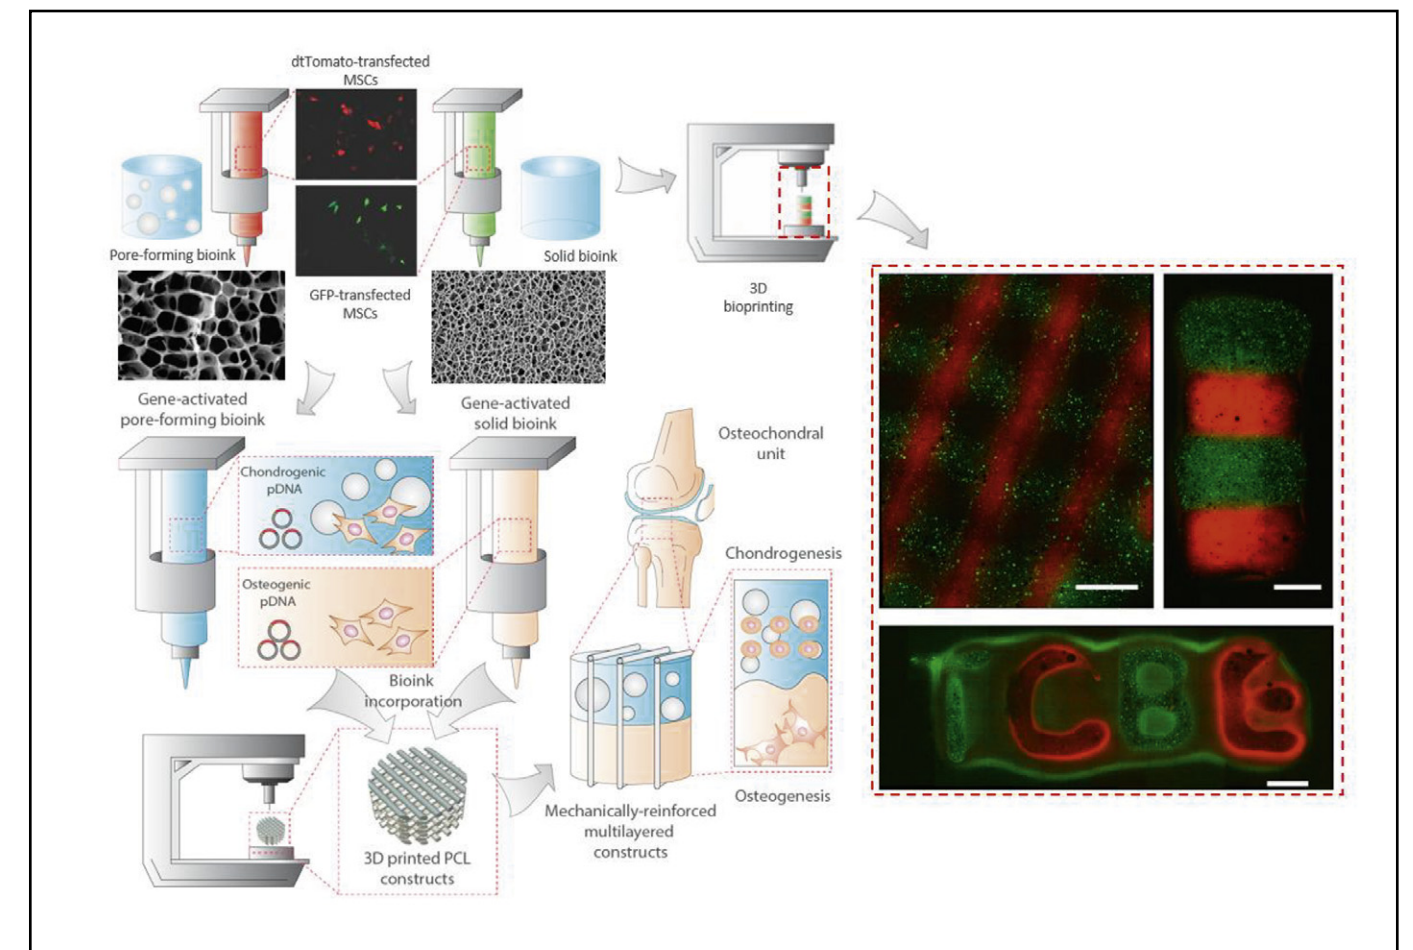 dtTomato-transfected
MSCs
Pore-forming bioink
Solid bioink
GFP-transfected
MSCs
3D
bioprinting
Gene-activated
pore-forming bioink
Gene-activated
solid bioink
Chondrogenic
pDNA
Osteogenic
pDNA
Osteochondral
unit
Chondrogenesis
Bioink
incorporation
Osteogenesis
3D printed PCL
constructs
Mechanically-reinforced
multilayered
constructs
I C B E